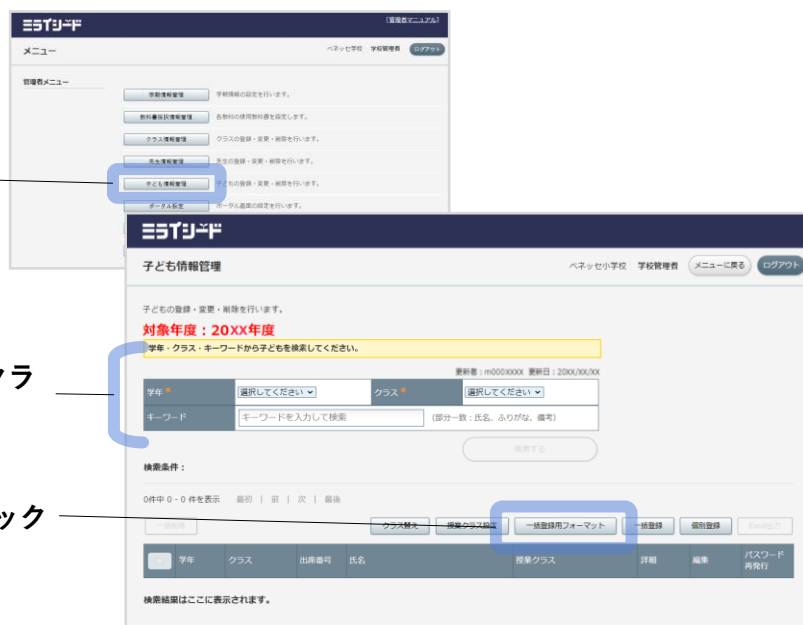 ミライシード
[管理者マニュアル]
メニュー
ベネッセ学校 学校管理者 ログアウト
管理者メニュー
学期情報管理 学期情報の設定を行います。
教科書採択情報管理 各教科の使用教科書を設定します。
クラス情報管理 クラスの登録・変更・削除を行います。
先生情報管理 先生の登録・変更・削除を行います。
子ども情報管理 子どもの登録・変更・削除を行います。
ポータル設定 ポータル画面の設定を行います。
ミライシード
子ども情報管理
ベネッセ小学校 学校管理者 メニューに戻る ログアウト
子どもの登録・変更・削除を行います。
対象年度：20XX年度
学年・クラス・キーワードから子どもを検索してください。
クラ
更新者：m000XXXX 更新日：20XX/XX/XX
学年* 選択してください クラス* 選択してください
キーワード キーワードを入力して検索 (部分一致：氏名、ふりがな、備考)
検索する
検索条件：
0件中 0 - 0 件を表示 最初 | 前 | 次 | 最後
ック
一括削除 クラス替え 授業クラス設定 一括登録用フォーマット 一括登録 個別登録 Excel出力
学年 クラス 出席番号 氏名 授業クラス 詳細 編集 パスワード
再発行
検索結果はここに表示されます。